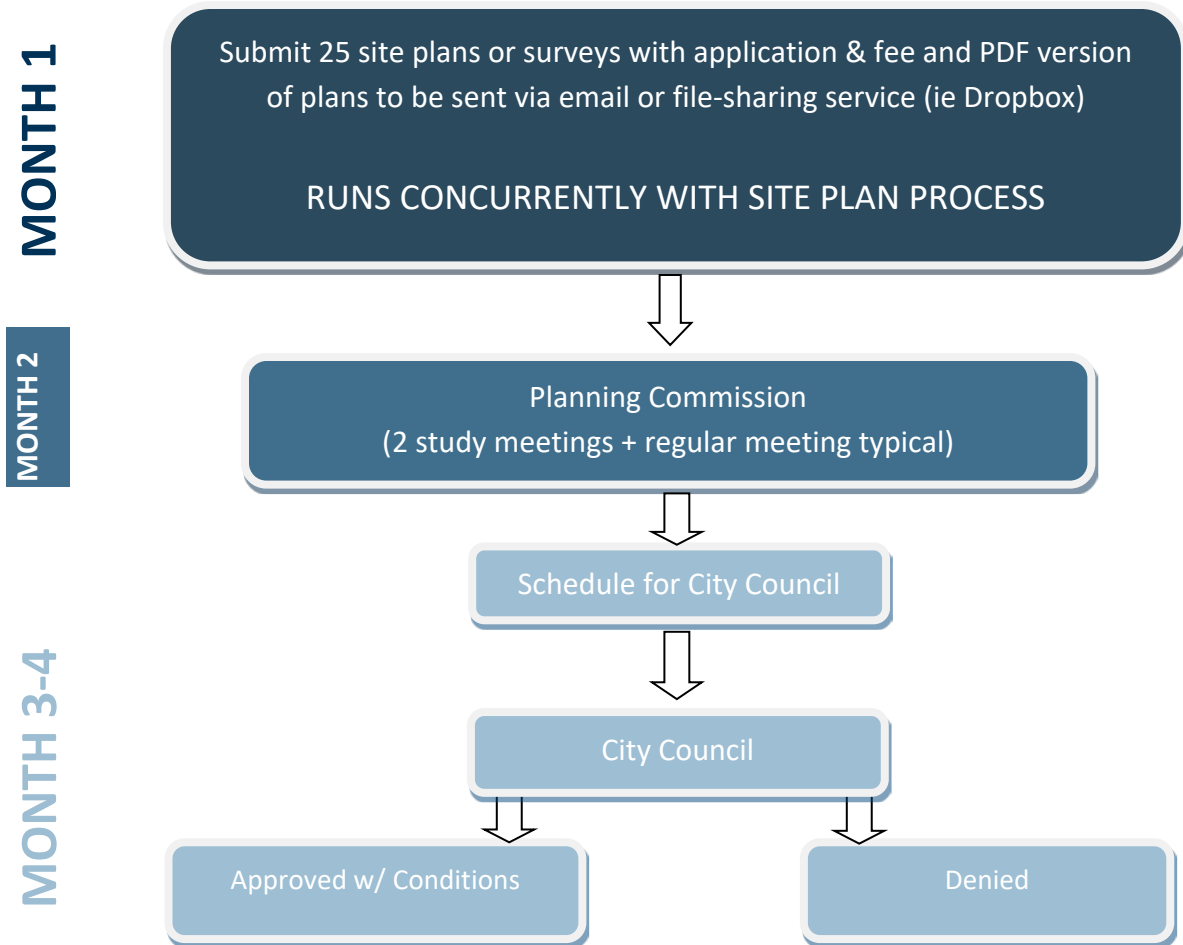 MONTH 1
Submit 25 site plans or surveys with application & fee and PDF version
of plans to be sent via email or file-sharing service (ie Dropbox)
RUNS CONCURRENTLY WITH SITE PLAN PROCESS
MONTH 2
Planning Commission
(2 study meetings + regular meeting typical)
MONTH 3-4
Schedule for City Council
City Council
Approved w/ Conditions
Denied